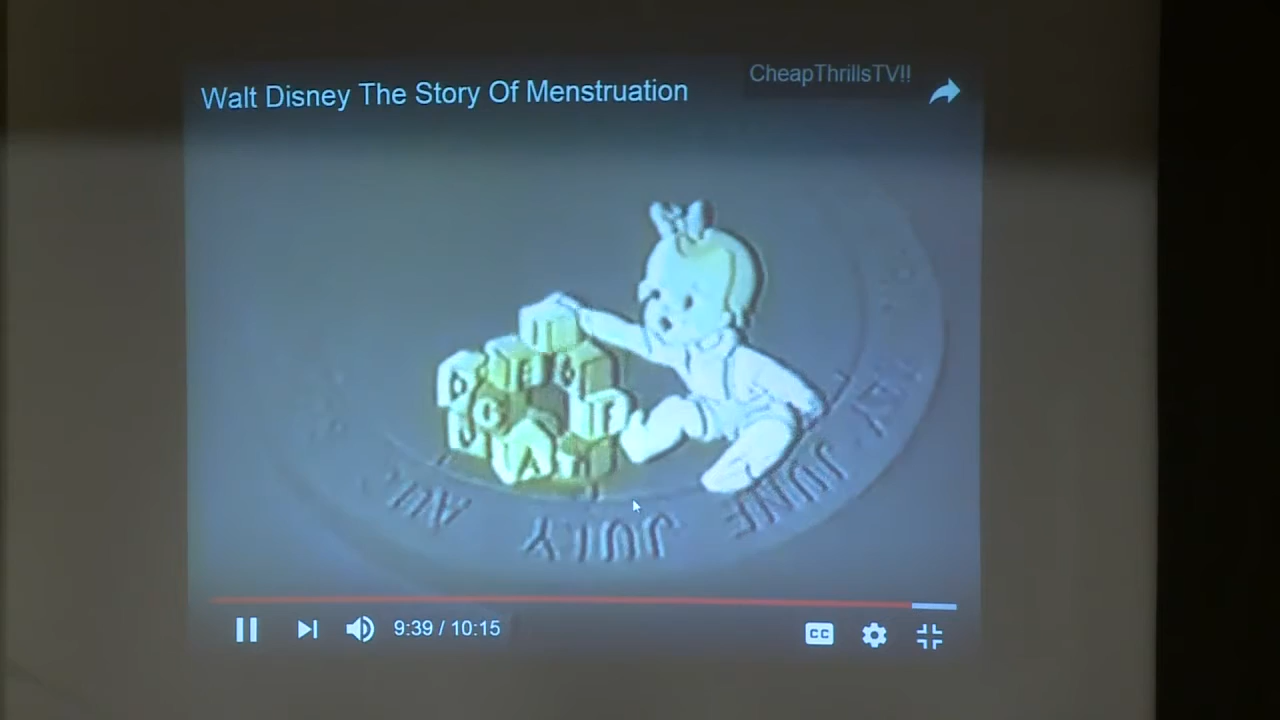 Walt Disney The Story Of Menstruation
CheapThrillsTV!!
JUNE
JULY
9:39 / 10:15
CC